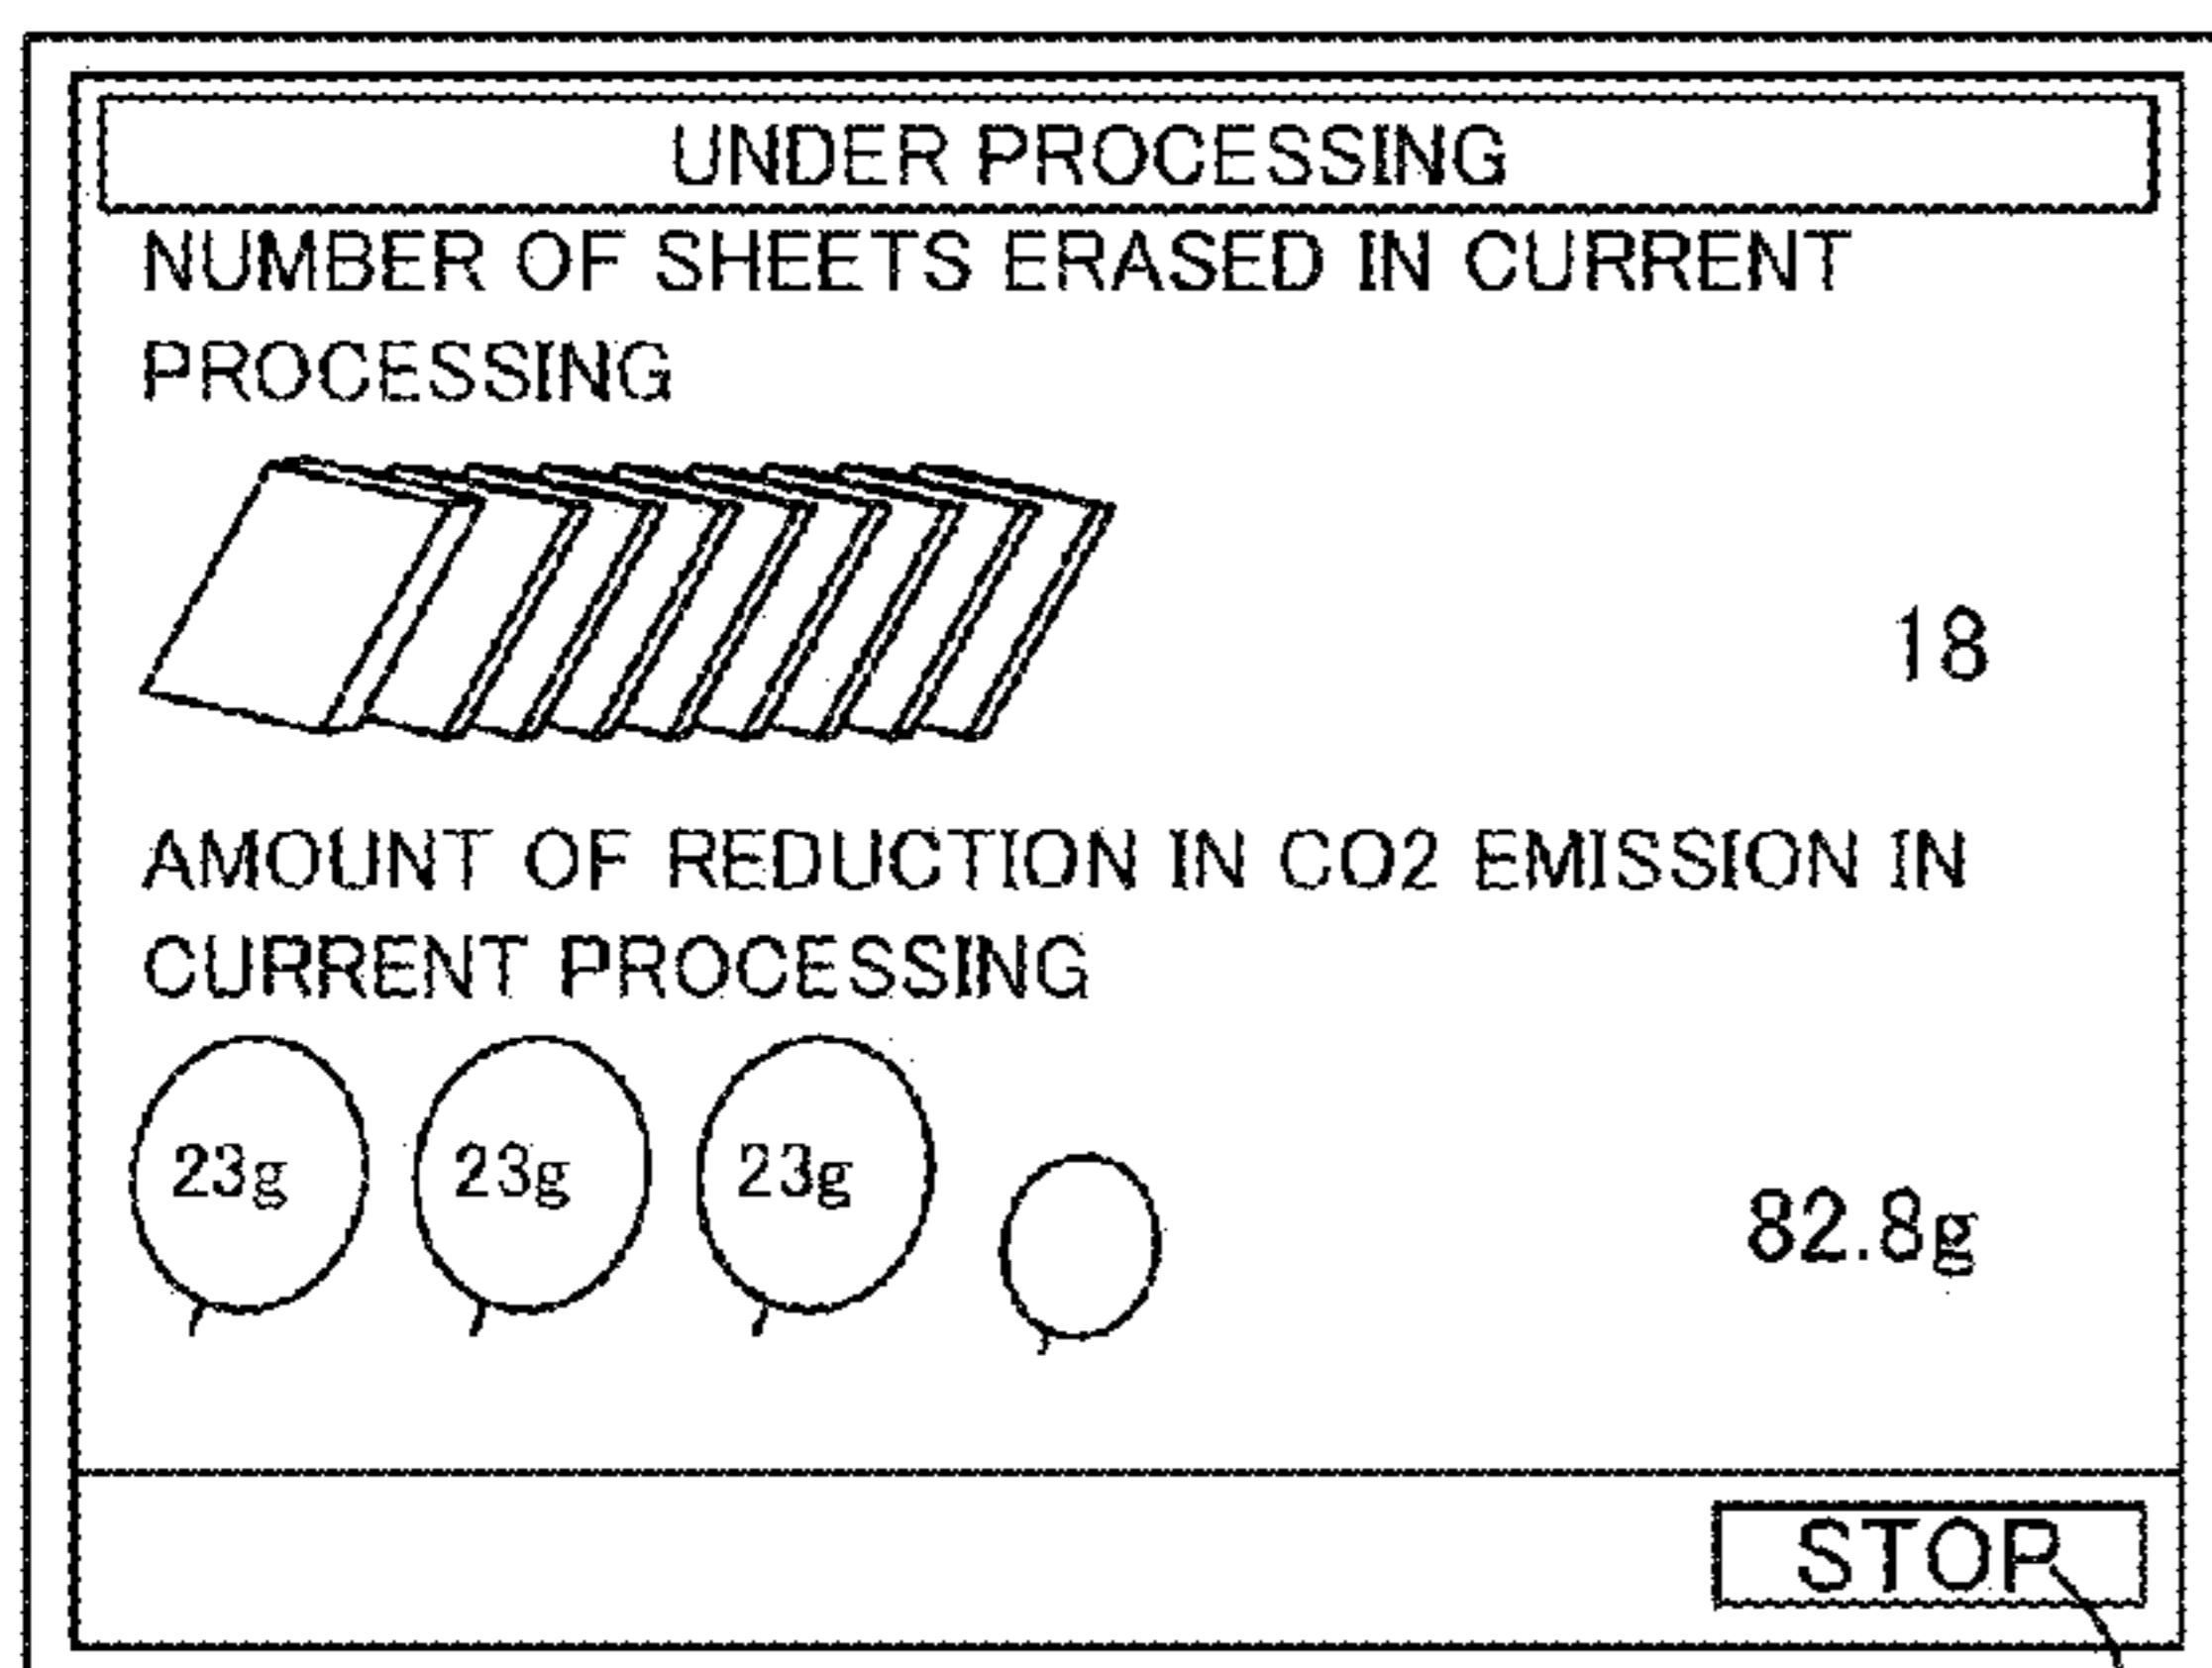 UNDER PROCESSING
NUMBER OF SHEETS ERASED IN CURRENT
PROCESSING
18
AMOUNT OF REDUCTION IN CO2 EMISSION IN
CURRENT PROCESSING
23g 23g 23g
82.8g
STOP